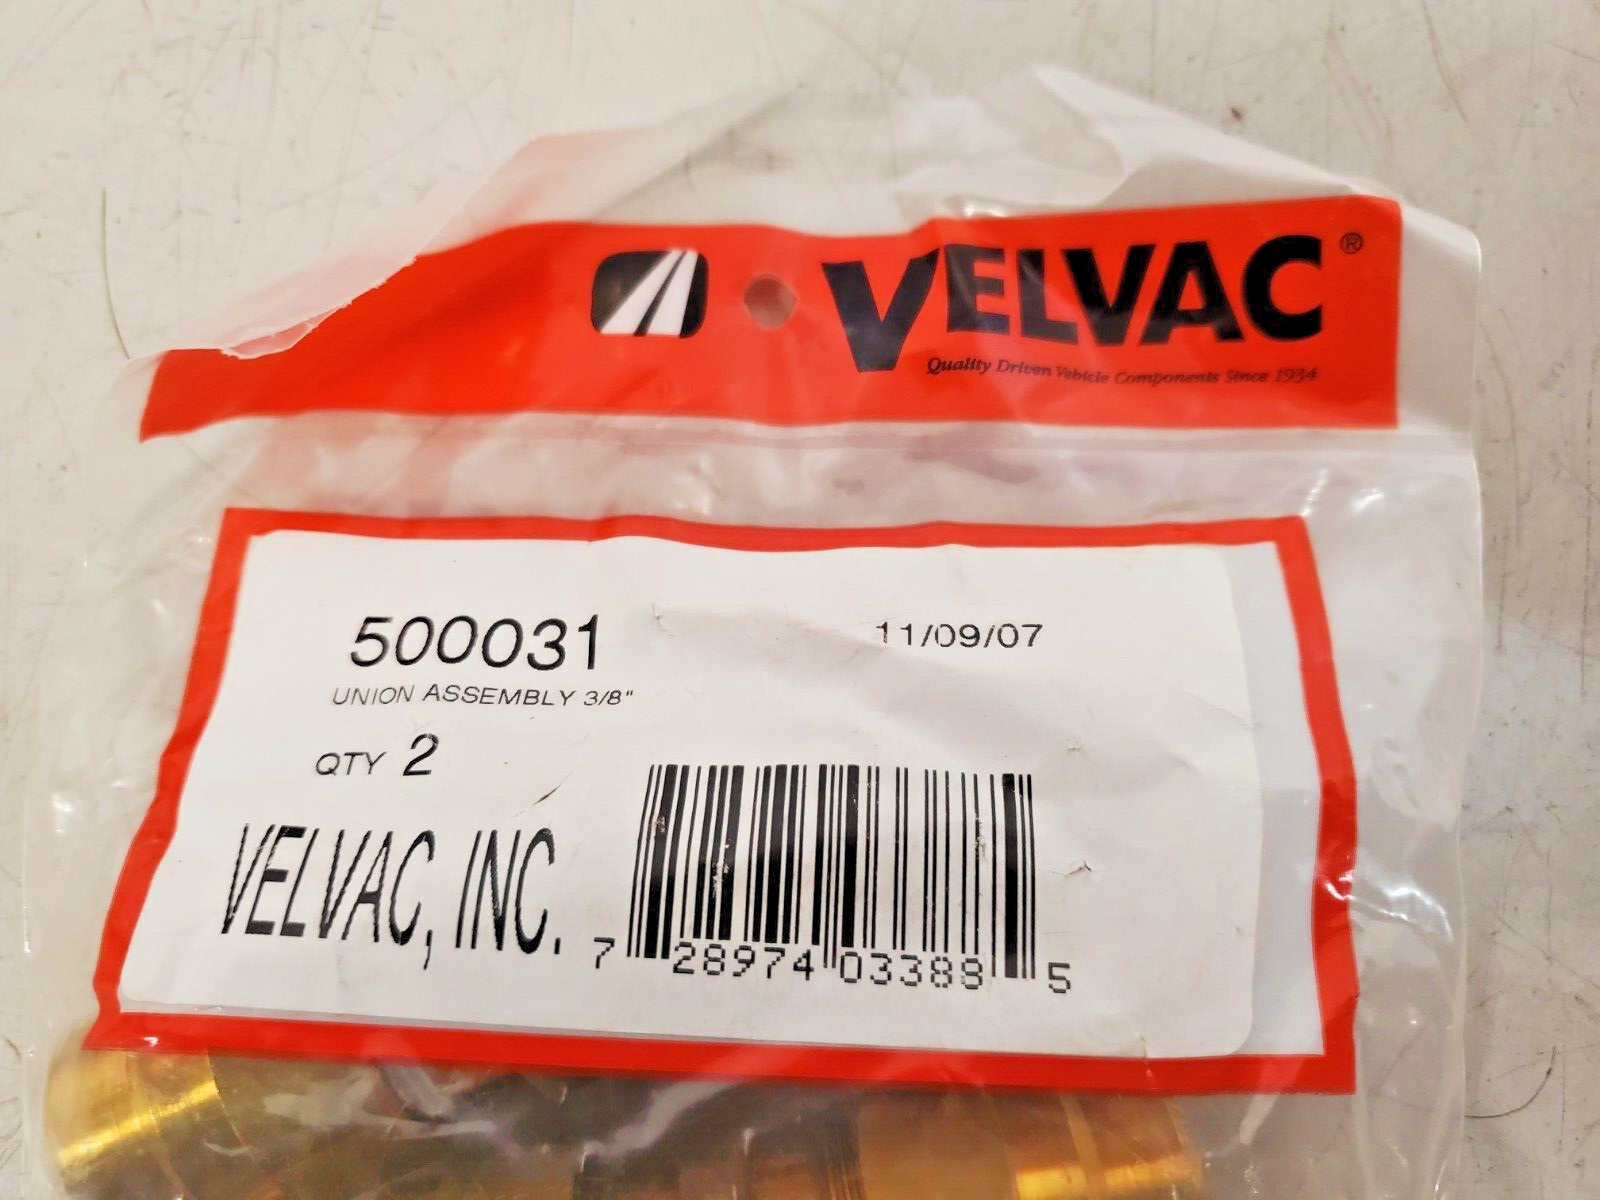 VELVAC®
Quality Driven Vehicle Components Since 1934
500031
11/09/07
UNION ASSEMBLY 3/8"
QTY 2
VELVAC, INC.
7 28974 03388 5